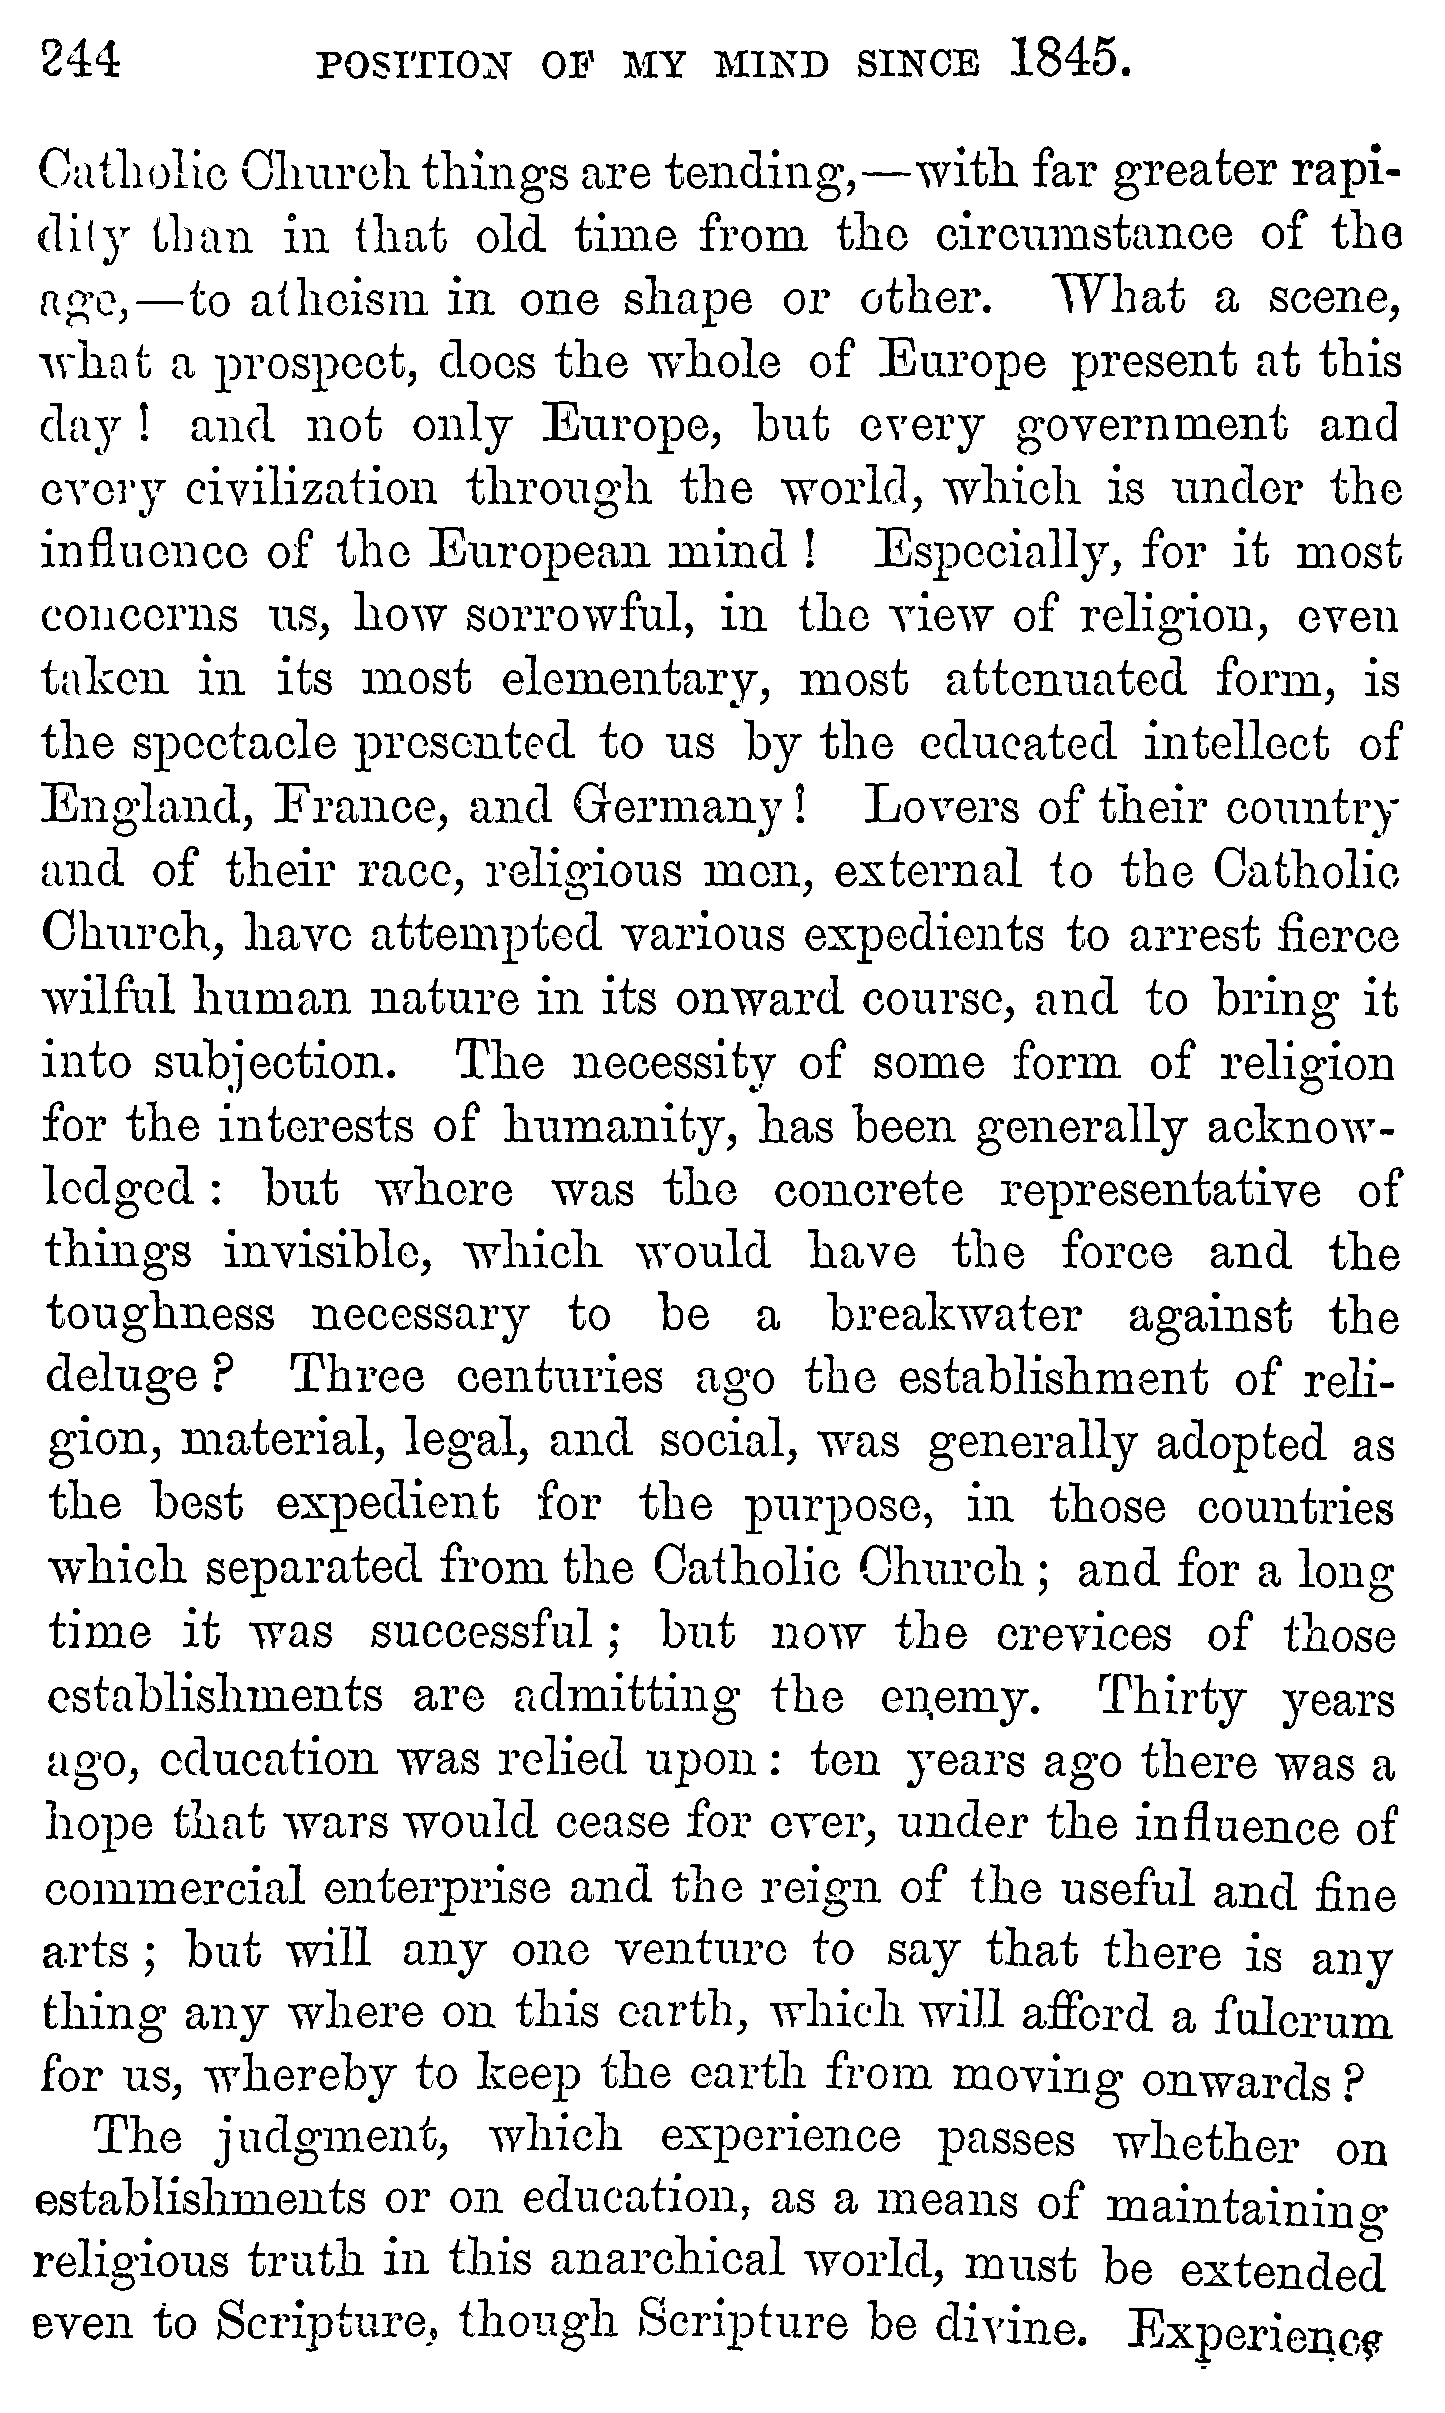 244 POSITION OF MY MIND SINCE 1845.
Catholic Church things are tending,—with far greater rapi-
dity than in that old time from the circumstance of the
age,—to atheism in one shape or other. What a scene,
what a prospect, does the whole of Europe present at this
day! and not only Europe, but every government and
every civilization through the world, which is under the
influence of the European mind! Especially, for it most
concerns us, how sorrowful, in the view of religion, even
taken in its most elementary, most attenuated form, is
the spectacle presented to us by the educated intellect of
England, France, and Germany! Lovers of their country
and of their race, religious men, external to the Catholic
Church, have attempted various expedients to arrest fierce
wilful human nature in its onward course, and to bring it
into subjection. The necessity of some form of religion
for the interests of humanity, has been generally acknow-
ledged: but where was the concrete representative of
things invisible, which would have the force and the
toughness necessary to be a breakwater against the
deluge? Three centuries ago the establishment of reli-
gion, material, legal, and social, was generally adopted as
the best expedient for the purpose, in those countries
which separated from the Catholic Church; and for a long
time it was successful; but now the crevices of those
establishments are admitting the enemy. Thirty years
ago, education was relied upon: ten years ago there was a
hope that wars would cease for ever, under the influence of
commercial enterprise and the reign of the useful and fine
arts; but will any one venture to say that there is any
thing any where on this earth, which will afford a fulcrum
for us, whereby to keep the earth from moving onwards?
The judgment, which experience passes whether on
establishments or on education, as a means of maintaining
religious truth in this anarchical world, must be extended
even to Scripture, though Scripture be divine. Experience